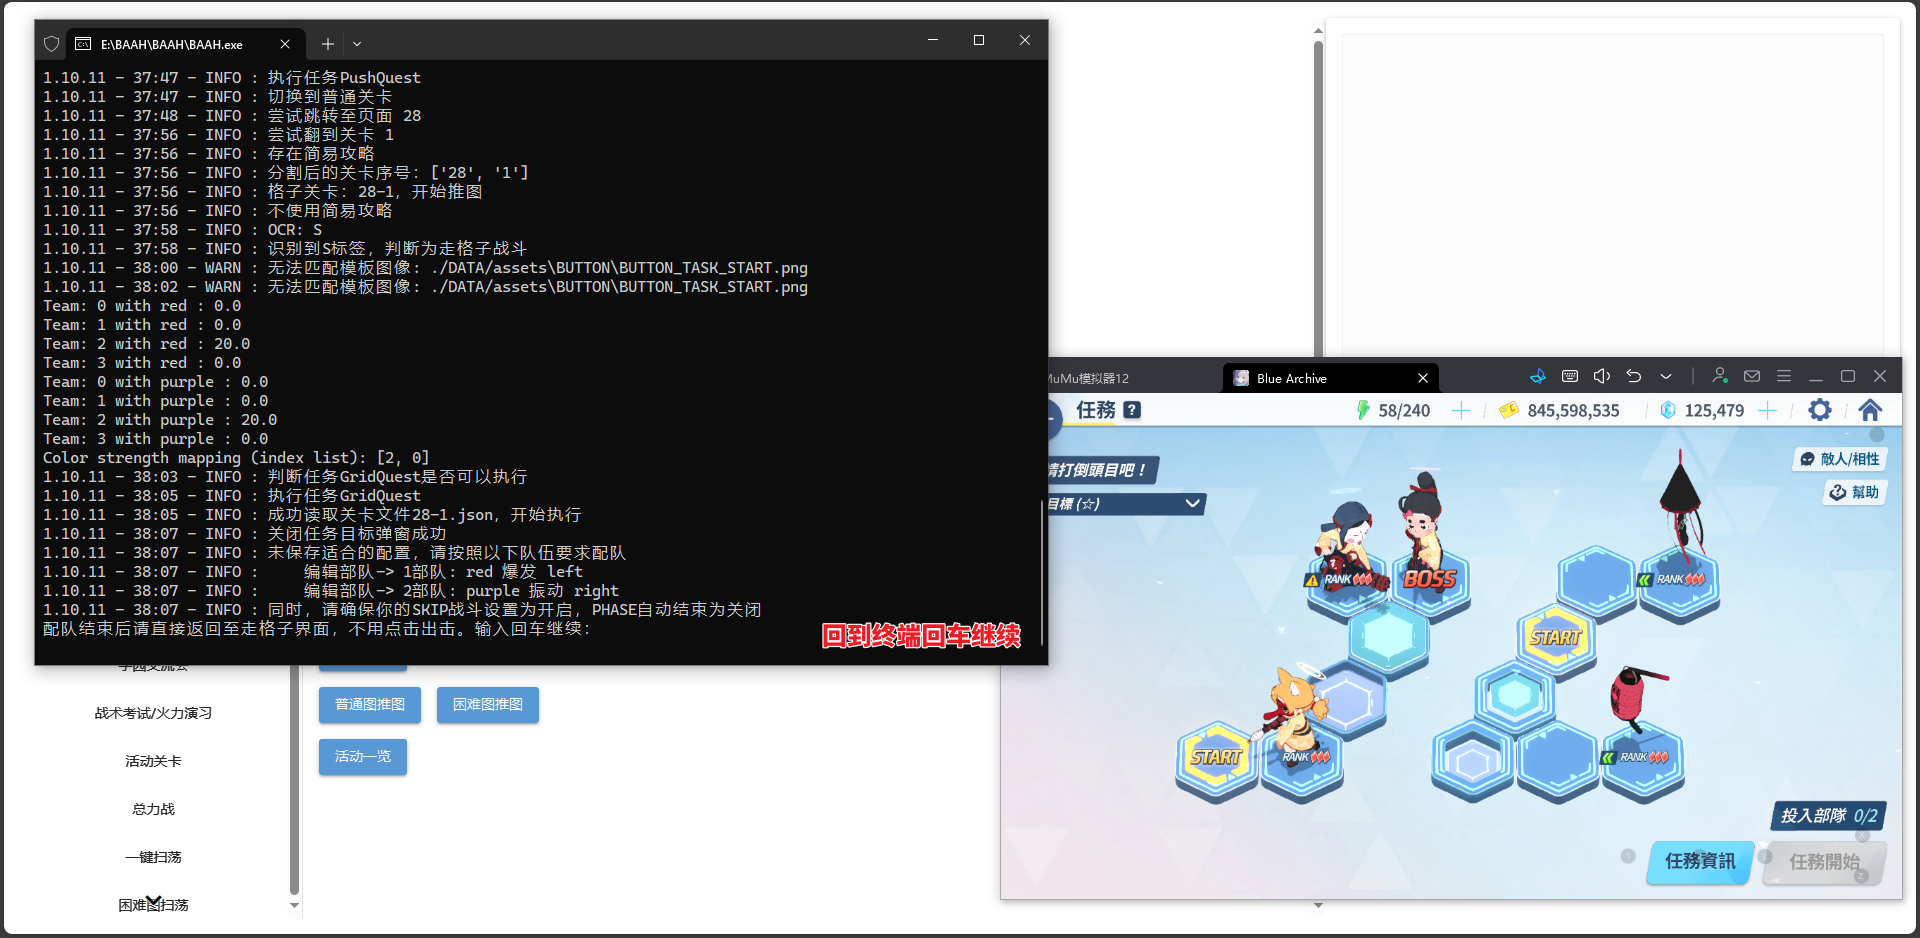 E:\BAAH\BAAH\BAAH.exe
1.10.11 - 37:47 - INFO : 执行任务PushQuest
1.10.11 - 37:47 - INFO : 切换到普通关卡
1.10.11 - 37:48 - INFO : 尝试跳转至页面 28
1.10.11 - 37:56 - INFO : 尝试翻到关卡 1
1.10.11 - 37:56 - INFO : 存在简易攻略
1.10.11 - 37:56 - INFO : 分割后的关卡序号: ['28', '1']
1.10.11 - 37:56 - INFO : 格子关卡: 28-1, 开始推图
1.10.11 - 37:56 - INFO : 不使用简易攻略
1.10.11 - 37:58 - INFO : OCR: S
1.10.11 - 37:58 - INFO : 识别到S标签, 判断为走格子战斗
1.10.11 - 38:00 - WARN : 无法匹配模板图像: ./DATA/assets\BUTTON\BUTTON_TASK_START.png
1.10.11 - 38:02 - WARN : 无法匹配模板图像: ./DATA/assets\BUTTON\BUTTON_TASK_START.png
Team: 0 with red : 0.0
Team: 1 with red : 0.0
Team: 2 with red : 20.0
Team: 3 with red : 0.0
Team: 0 with purple : 0.0
Team: 1 with purple : 0.0
Team: 2 with purple : 20.0
Team: 3 with purple : 0.0
Color strength mapping (index list): [2, 0]
1.10.11 - 38:03 - INFO : 判断任务GridQuest是否可以执行
1.10.11 - 38:05 - INFO : 执行任务GridQuest
1.10.11 - 38:05 - INFO : 成功读取关卡文件28-1.json, 开始执行
1.10.11 - 38:07 - INFO : 关闭任务目标弹窗成功
1.10.11 - 38:07 - INFO : 未保存适合的配置, 请按照以下队伍要求配队
1.10.11 - 38:07 - INFO : 编辑部队-> 1部队: red 爆发 left
1.10.11 - 38:07 - INFO : 编辑部队-> 2部队: purple 振动 right
1.10.11 - 38:07 - INFO : 同时, 请确保你的SKIP战斗设置为开启, PHASE自动结束为关闭
配队结束后请直接返回至走格子界面, 不用点击出击。输入回车继续:
回到终端回车继续
战术考试/火力演习
活动关卡
总力战
一键扫荡
困难图扫荡
普通图推图
困难图推图
活动一览
MuMu模拟器12
Blue Archive
任務 ?
58/240
845,598,535
125,479
請打倒頭目吧！
目標 (☆)
敵人/相性
幫助
RANK
BOSS
RANK
START
START
RANK
RANK
投入部隊 0/2
任務資訊
任務開始